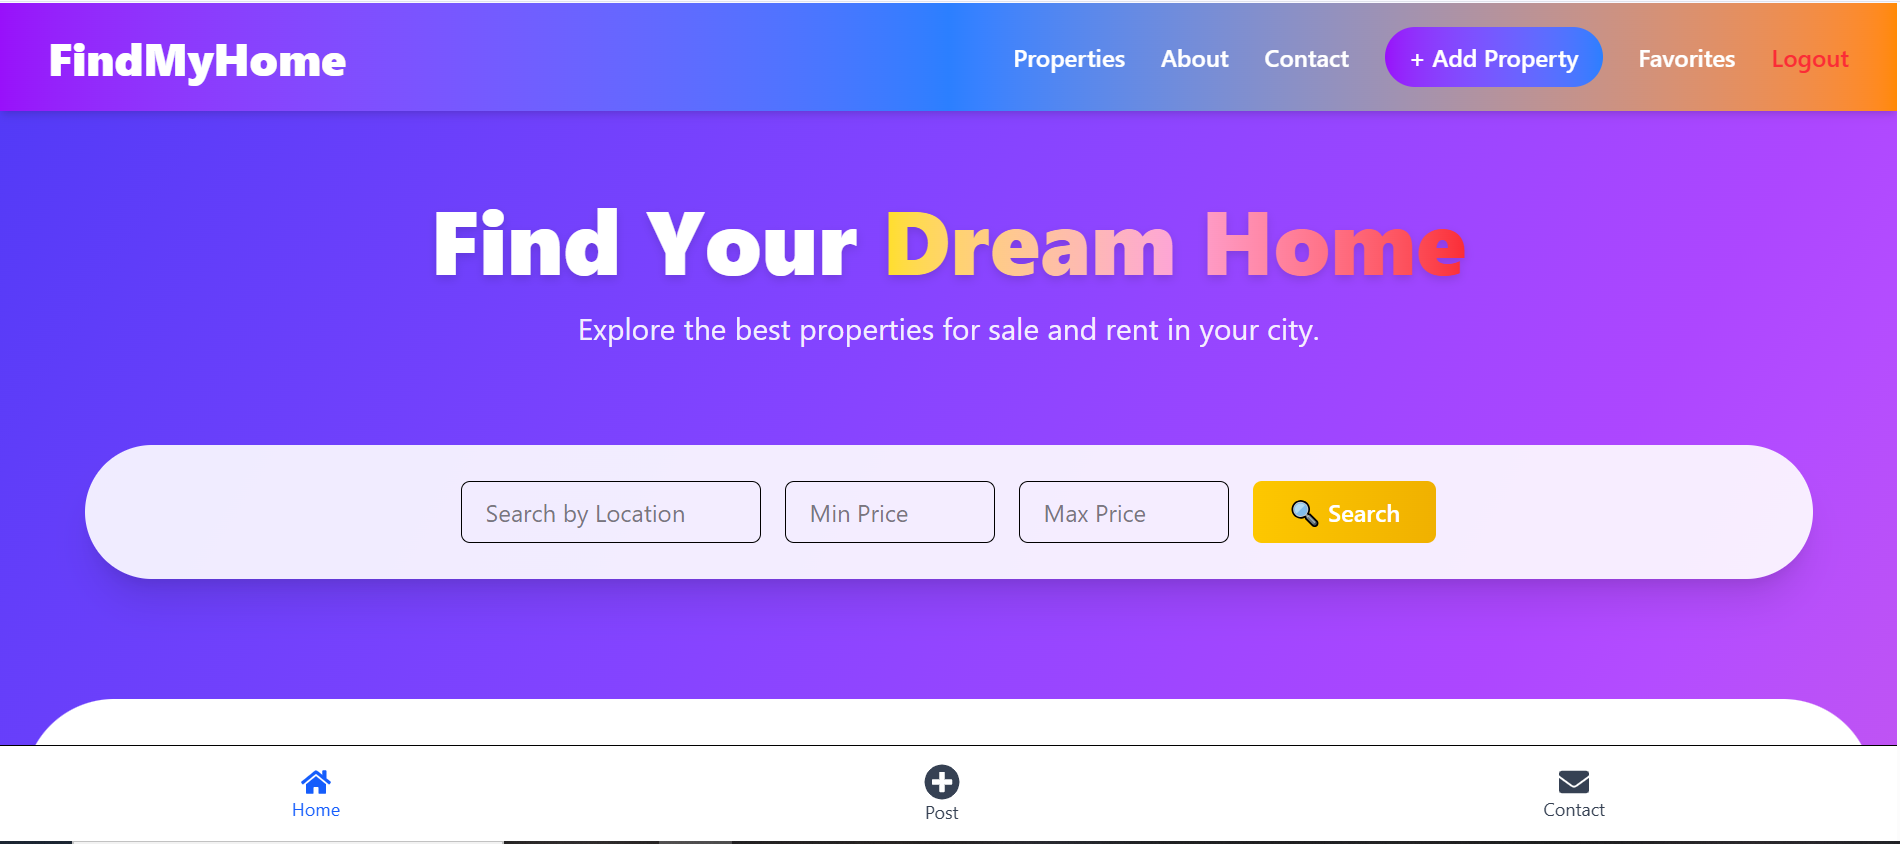 FindMyHome
Properties About Contact + Add Property Favorites Logout
Find Your Dream Home
Explore the best properties for sale and rent in your city.
Search by Location Min Price Max Price Search
Home Post Contact